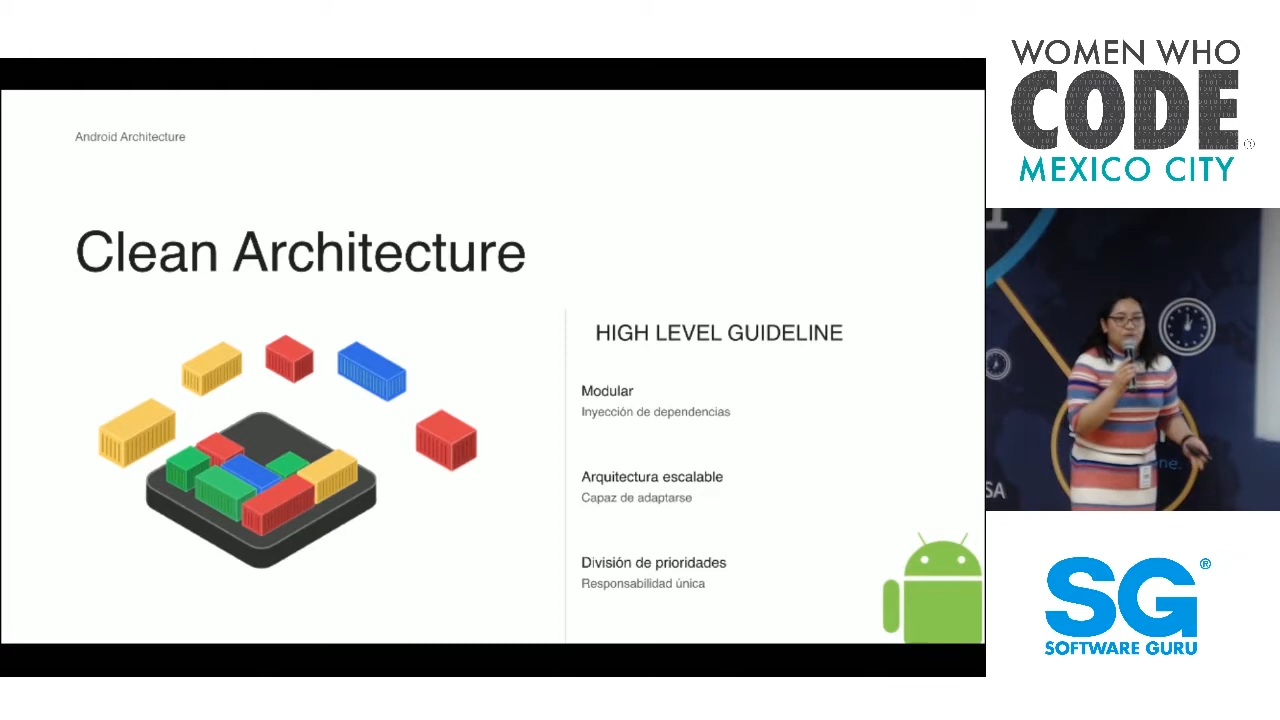 Android Architecture
Clean Architecture
HIGH LEVEL GUIDELINE
Modular
Inyección de dependencias
Arquitectura escalable
Capaz de adaptarse
División de prioridades
Responsabilidad única
WOMEN WHO
CODE
MEXICO CITY
SG
SOFTWARE GURU